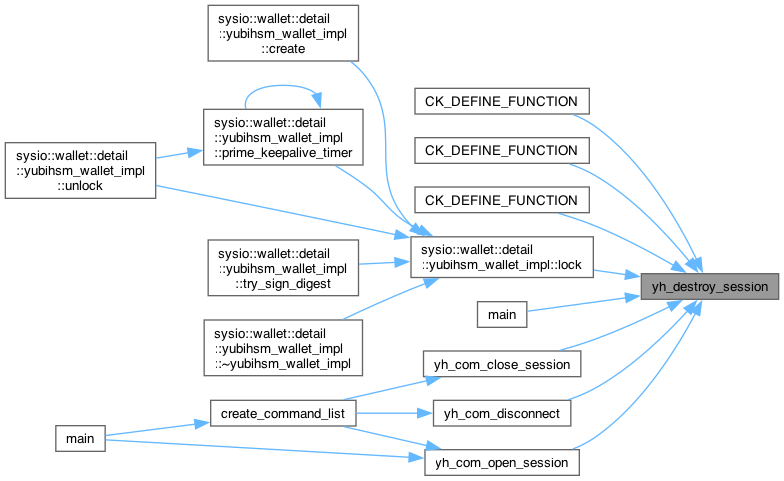 sysio::wallet::detail
::yubihsm_wallet_impl
::create
CK_DEFINE_FUNCTION
sysio::wallet::detail
::yubihsm_wallet_impl
::prime_keepalive_timer
CK_DEFINE_FUNCTION
sysio::wallet::detail
::yubihsm_wallet_impl
::unlock
CK_DEFINE_FUNCTION
sysio::wallet::detail
::yubihsm_wallet_impl::lock
sysio::wallet::detail
::yubihsm_wallet_impl
::try_sign_digest
yh_destroy_session
main
sysio::wallet::detail
::yubihsm_wallet_impl
::~yubihsm_wallet_impl
yh_com_close_session
create_command_list
yh_com_disconnect
main
yh_com_open_session